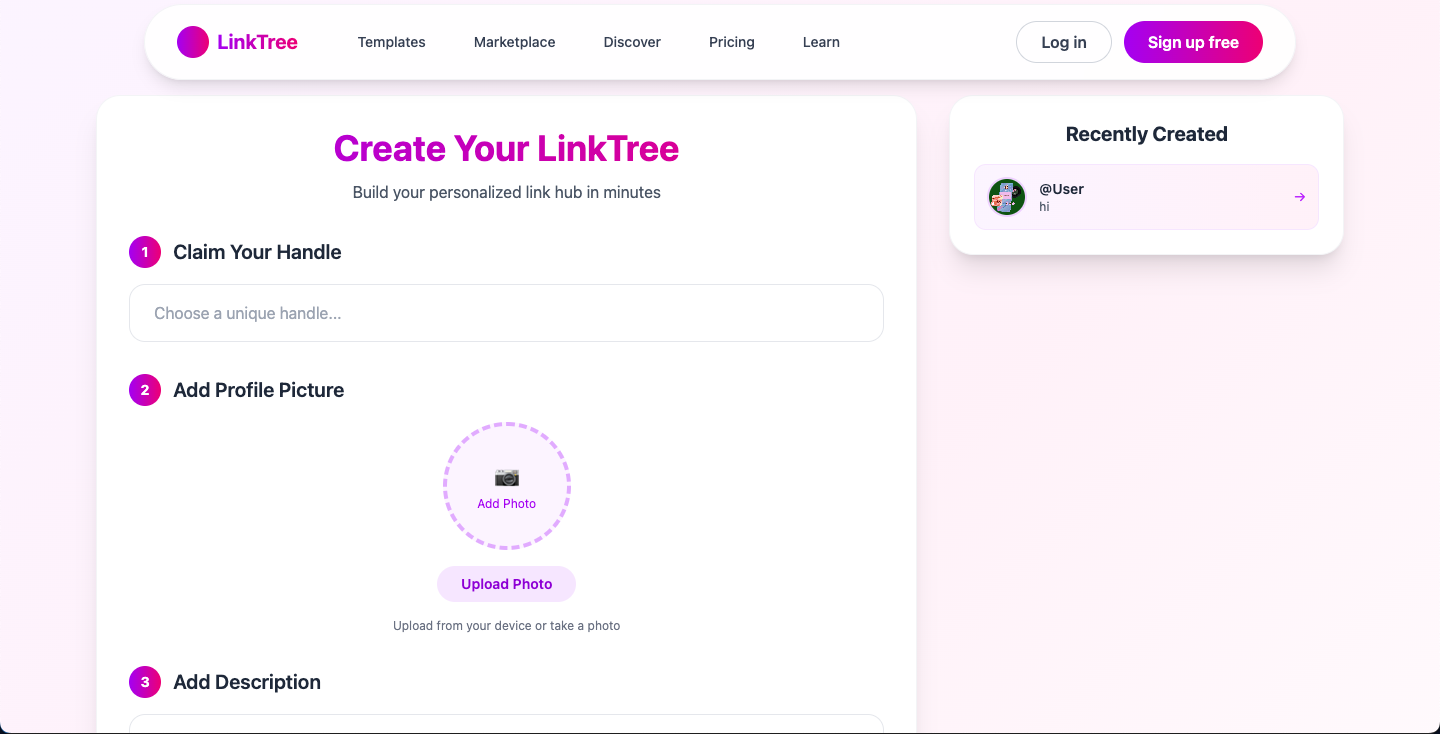 LinkTree
Templates
Marketplace
Discover
Pricing
Learn
Log in
Sign up free
Create Your LinkTree
Build your personalized link hub in minutes
1 Claim Your Handle
Choose a unique handle...
2 Add Profile Picture
Add Photo
Upload Photo
Upload from your device or take a photo
3 Add Description
Recently Created
@User
hi
→